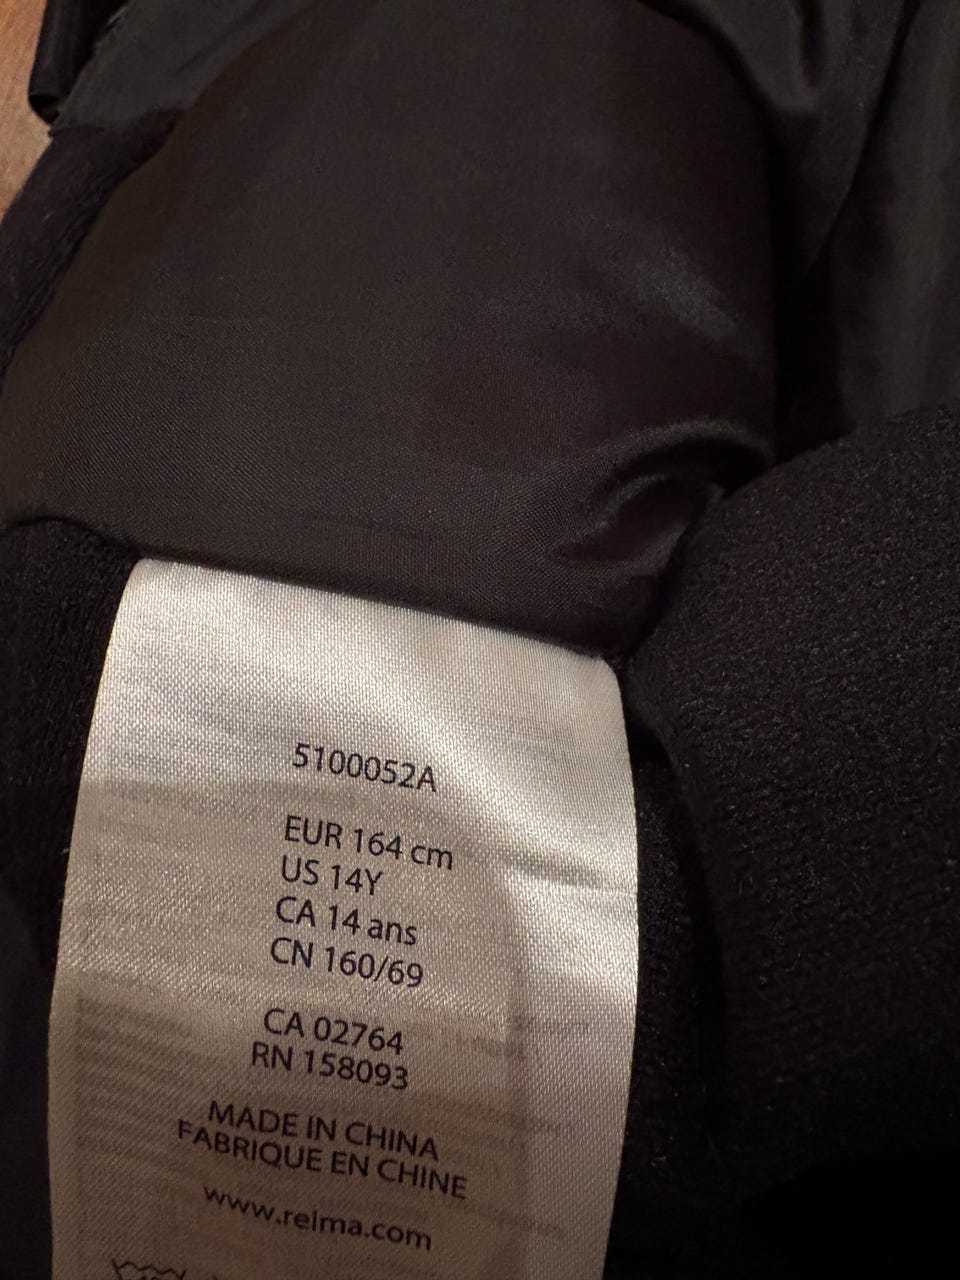 5100052A
EUR 164 cm
US 14Y
CA 14 ans
CN 160/69
CA 02764
RN 158093
MADE IN CHINA
FABRIQUE EN CHINE
www.reima.com